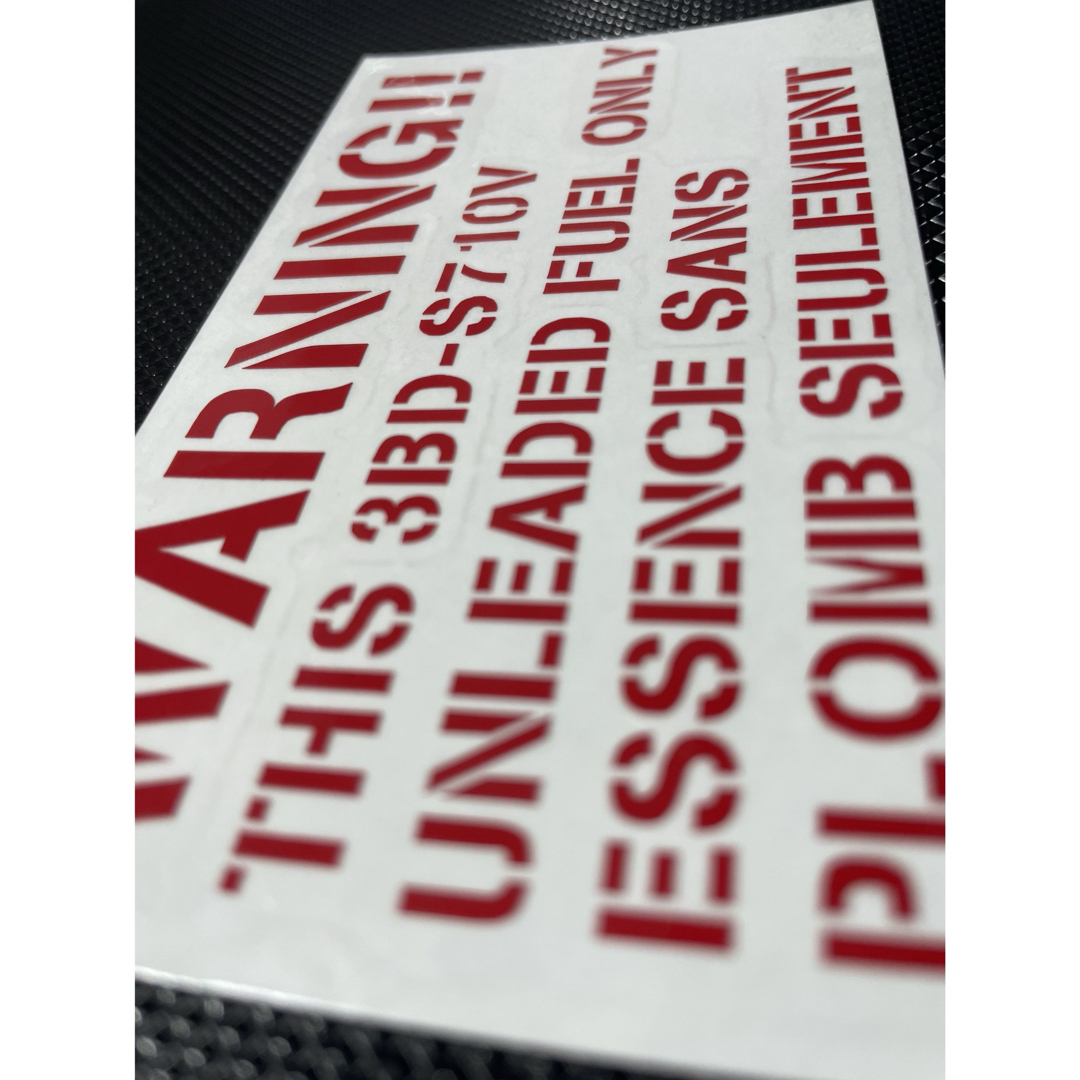 WARNING!!
THIS 3BD-S710V
UNLEADED FUEL ONLY
ESSENCE SANS
PLOMB SEULEMENT